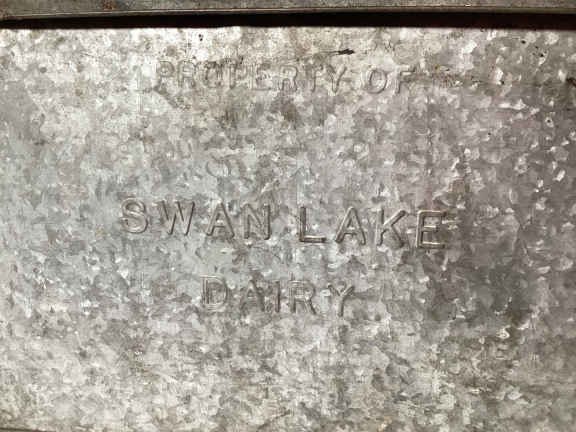 PROPERTY OF
SWAN LAKE
DAIRY